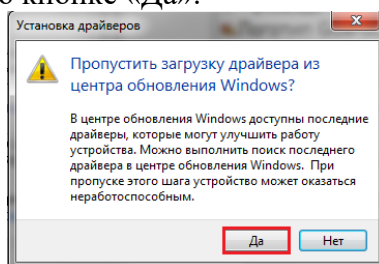 о кнопке «Да».
Установка драйверов
Пропустить загрузку драйвера из
центра обновления Windows?
В центре обновления Windows доступны последние
драйверы, которые могут улучшить работу
устройства. Можно выполнить поиск последнего
драйвера в центре обновления Windows. При
пропуске этого шага устройство может оказаться
неработоспособным.
Да
Нет